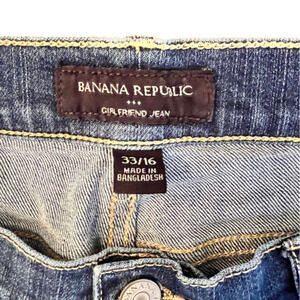 BANANA REPUBLIC
GIRLFRIEND JEAN
33/16
MADE IN
BANGLADESH